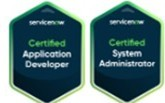 servicenow
Certified
Application
Developer
servicenow
Certified
System
Administrator